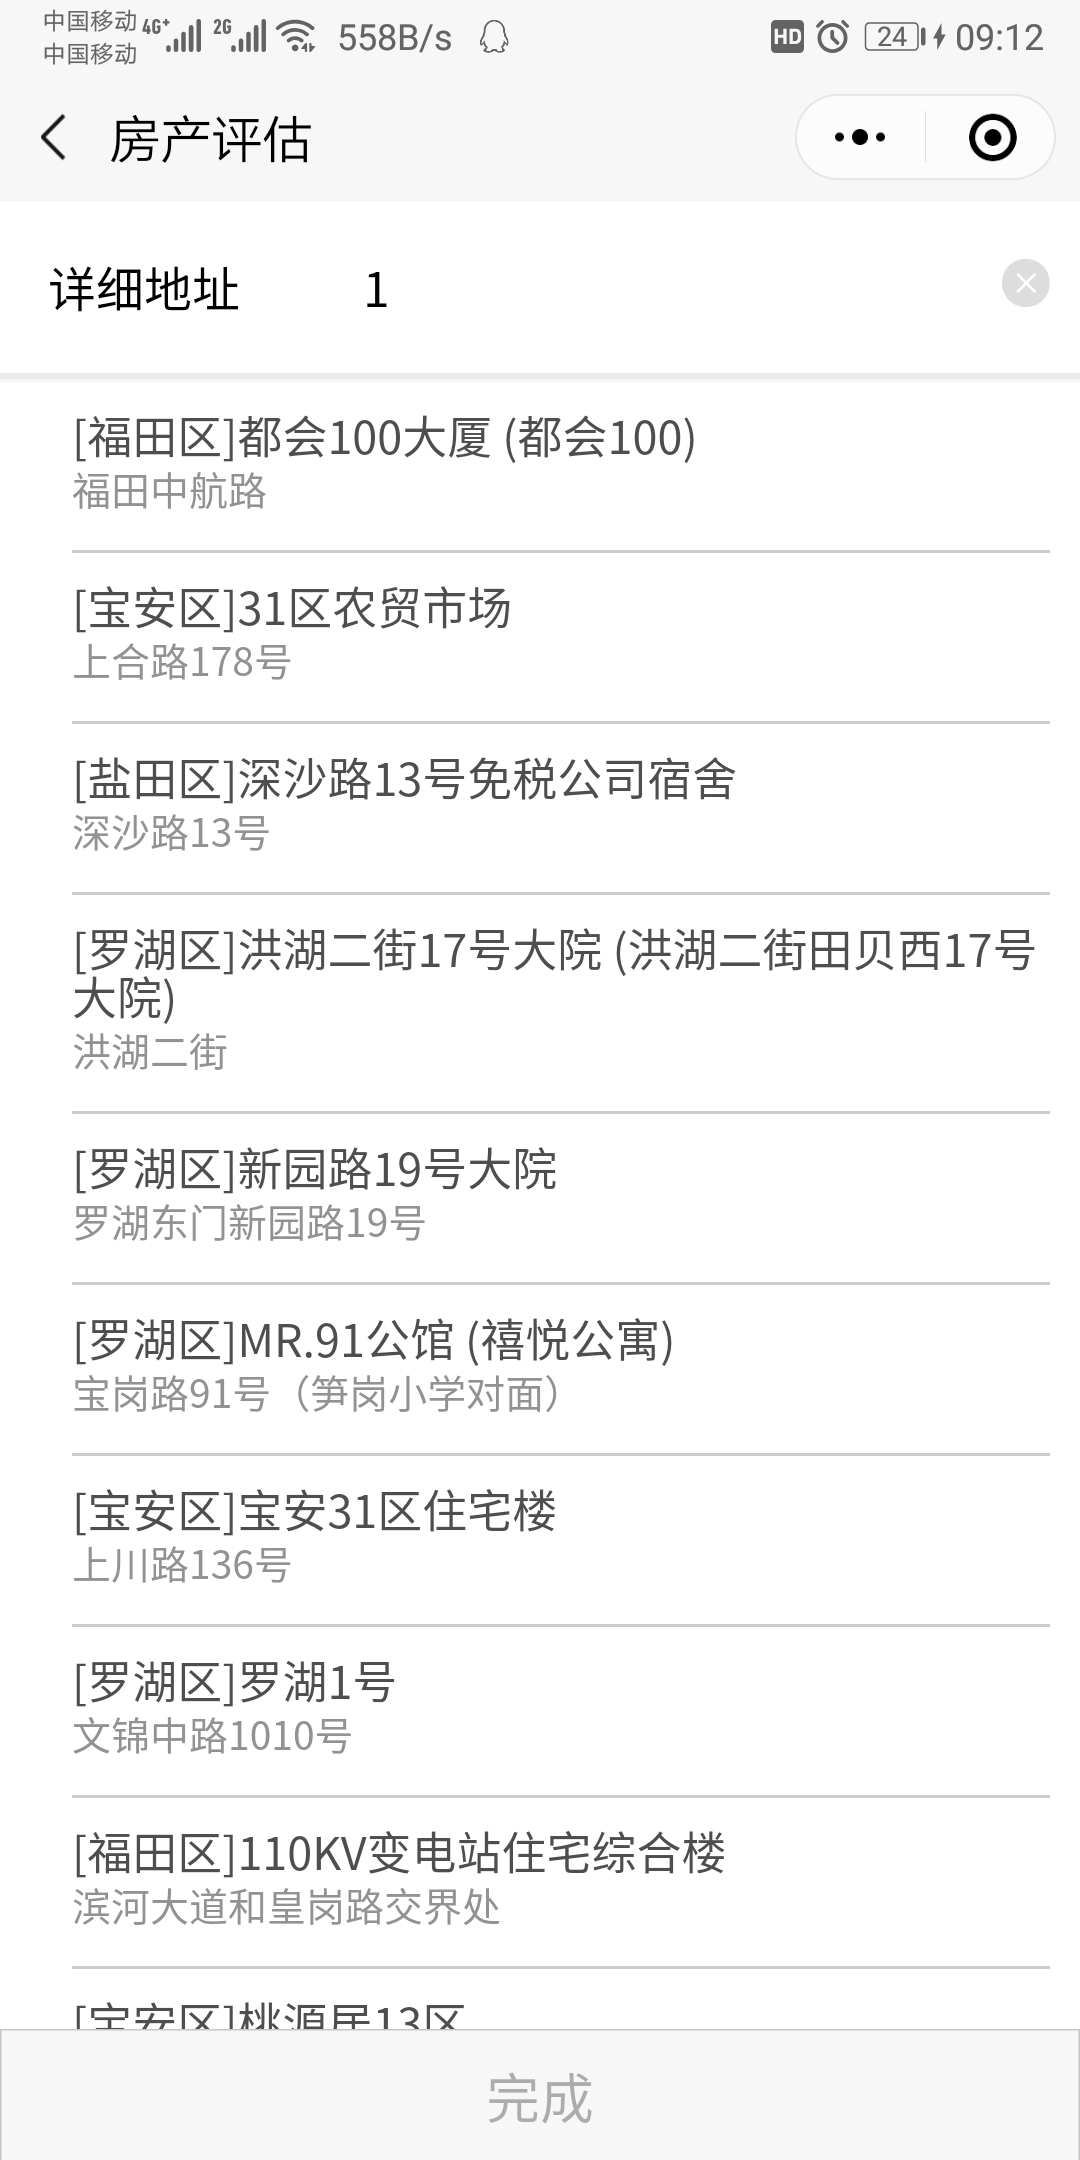 中国移动 4G+ 2G 558B/s HD 24 09:12
中国移动
房产评估
详细地址 1
[福田区]都会100大厦 (都会100)
福田中航路
[宝安区]31区农贸市场
上合路178号
[盐田区]深沙路13号免税公司宿舍
深沙路13号
[罗湖区]洪湖二街17号大院 (洪湖二街田贝西17号
大院)
洪湖二街
[罗湖区]新园路19号大院
罗湖东门新园路19号
[罗湖区]MR.91公馆 (禧悦公寓)
宝岗路91号（笋岗小学对面）
[宝安区]宝安31区住宅楼
上川路136号
[罗湖区]罗湖1号
文锦中路1010号
[福田区]110KV变电站住宅综合楼
滨河大道和皇岗路交界处
[宝安区]桃源居13区
完成